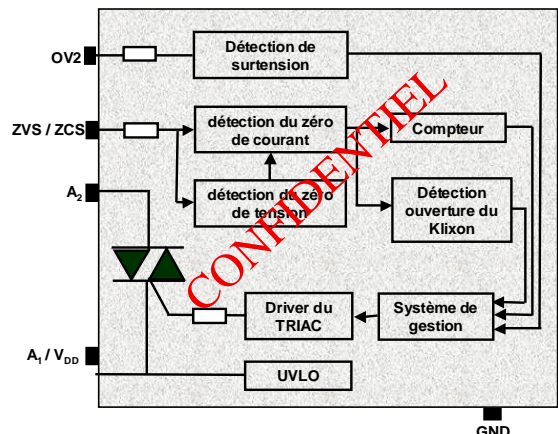 OV2
Détection de
surtension
ZVS / ZCS
détection du zéro
de courant
Compteur
A2
détection du zéro
de tension
Détection
ouverture du
Klixon
CONFIDENTIEL
Driver du
TRIAC
Système de
gestion
A1 / VDD
UVLO
GND